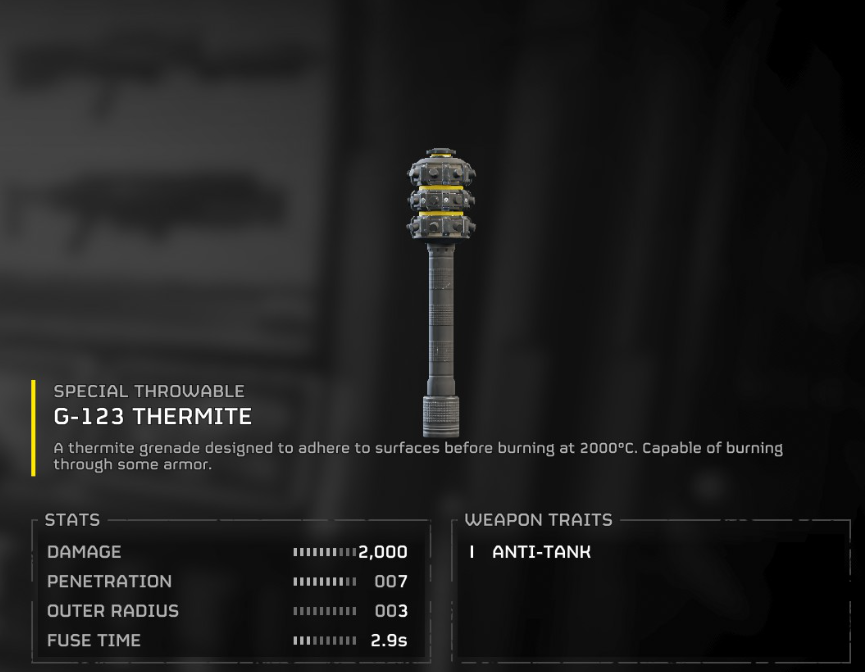 SPECIAL THROWABLE
G-123 THERMITE
A thermite grenade designed to adhere to surfaces before burning at 2000°C. Capable of burning
through some armor.
STATS
DAMAGE 2,000
PENETRATION 007
OUTER RADIUS 003
FUSE TIME 2.9s
WEAPON TRAITS
I ANTI-TANK